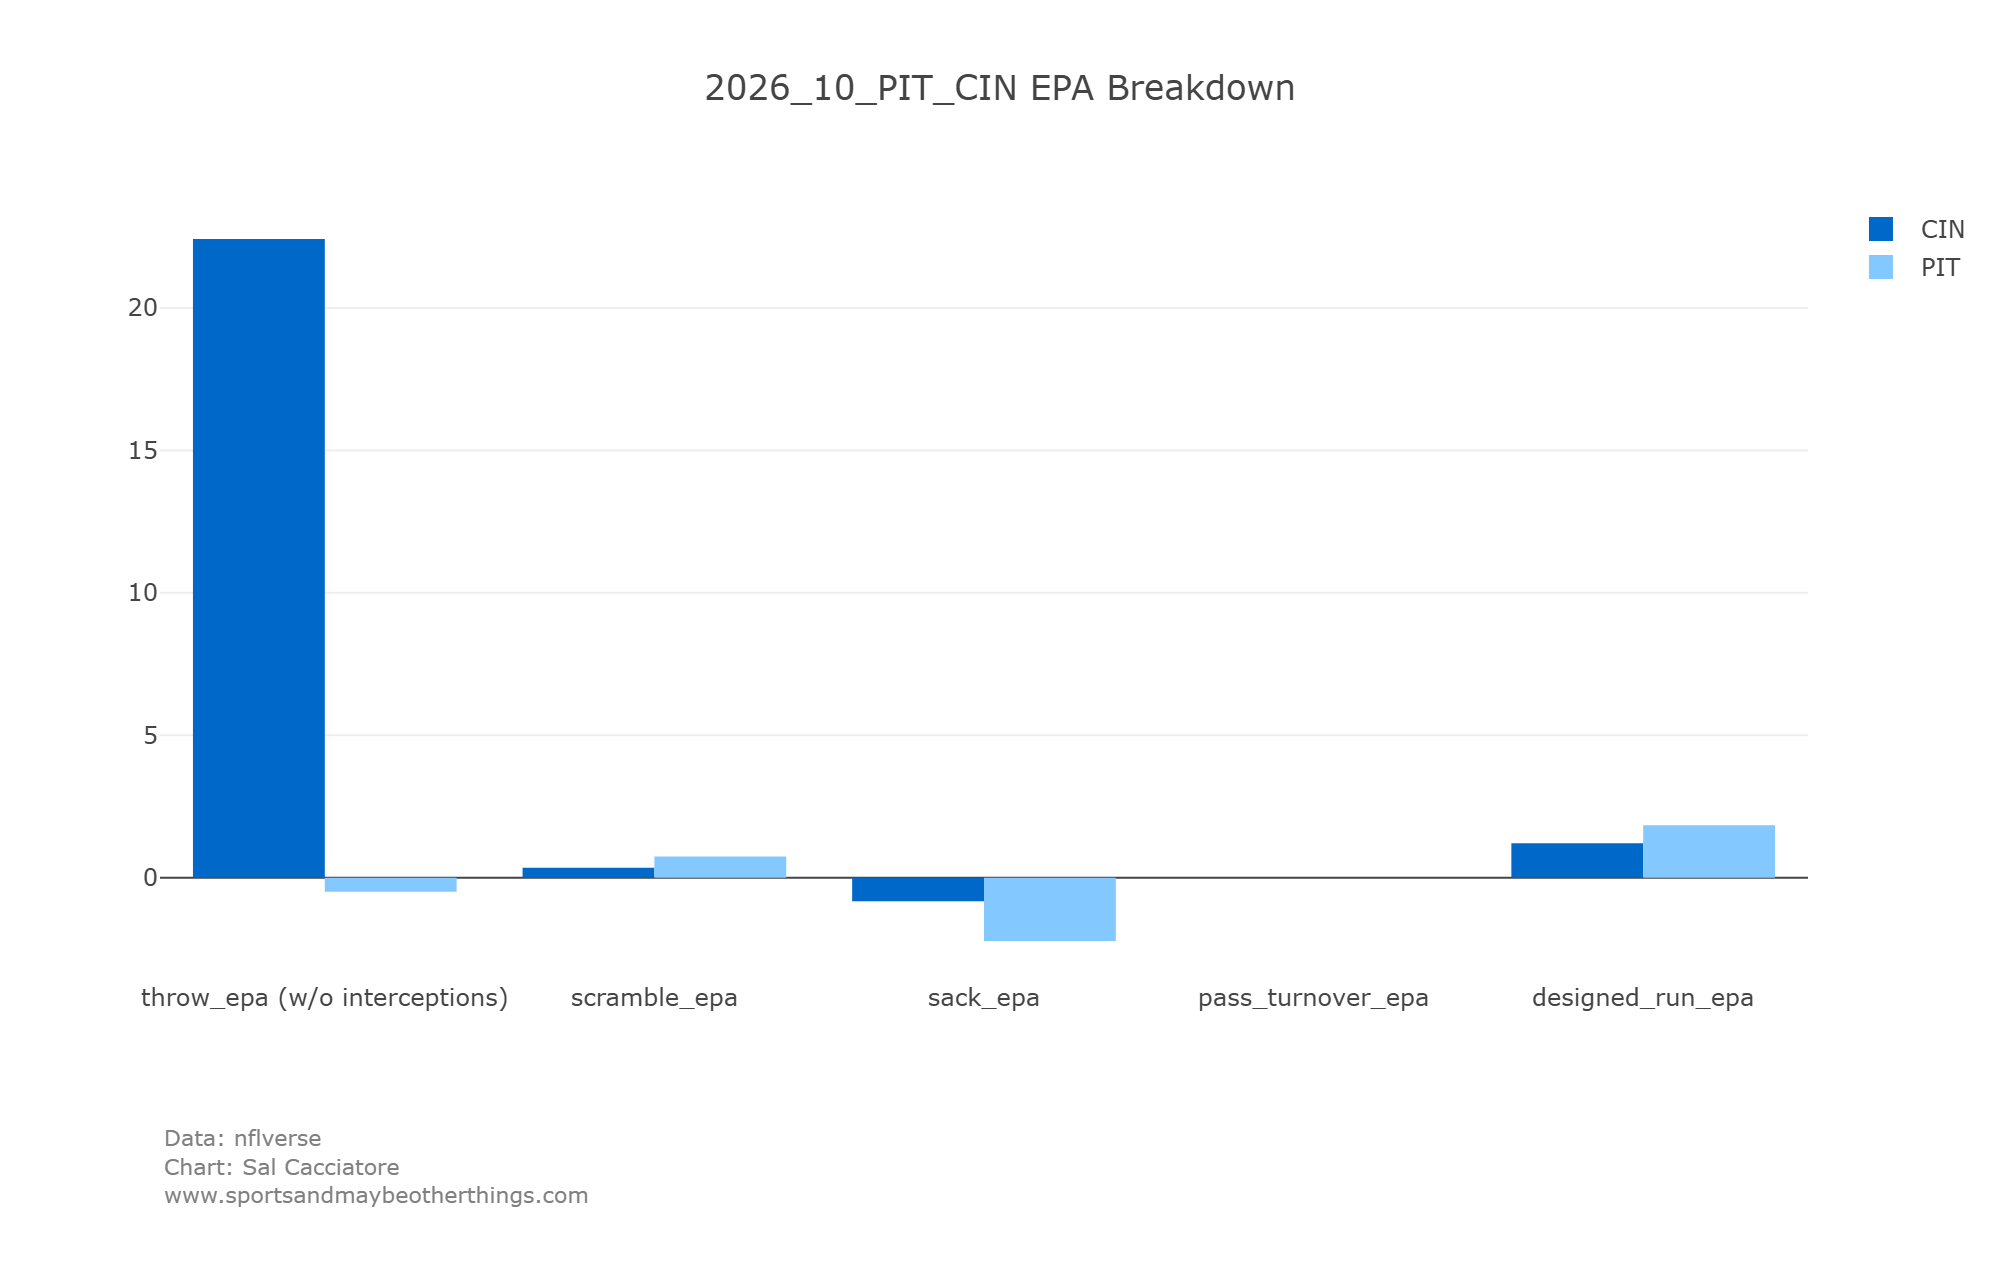 2026_10_PIT_CIN EPA Breakdown
CIN
PIT
20
15
10
5
0
throw_epa (w/o interceptions)
scramble_epa
sack_epa
pass_turnover_epa
designed_run_epa
Data: nflverse
Chart: Sal Cacciatore
www.sportsandmaybeotherthings.com